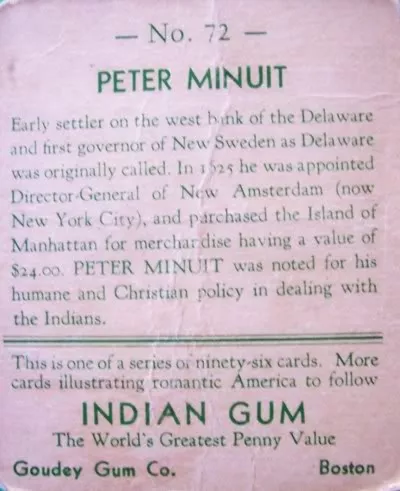 — No. 72 —
PETER MINUIT
Early settler on the west bank of the Delaware
and first governor of New Sweden as Delaware
was originally called. In 1625 he was appointed
Director-General of New Amsterdam (now
New York City), and purchased the Island of
Manhattan for merchandise having a value of
$24.00. PETER MINUIT was noted for his
humane and Christian policy in dealing with
the Indians.
This is one of a series of ninety-six cards. More
cards illustrating romantic America to follow
INDIAN GUM
The World's Greatest Penny Value
Goudey Gum Co. Boston